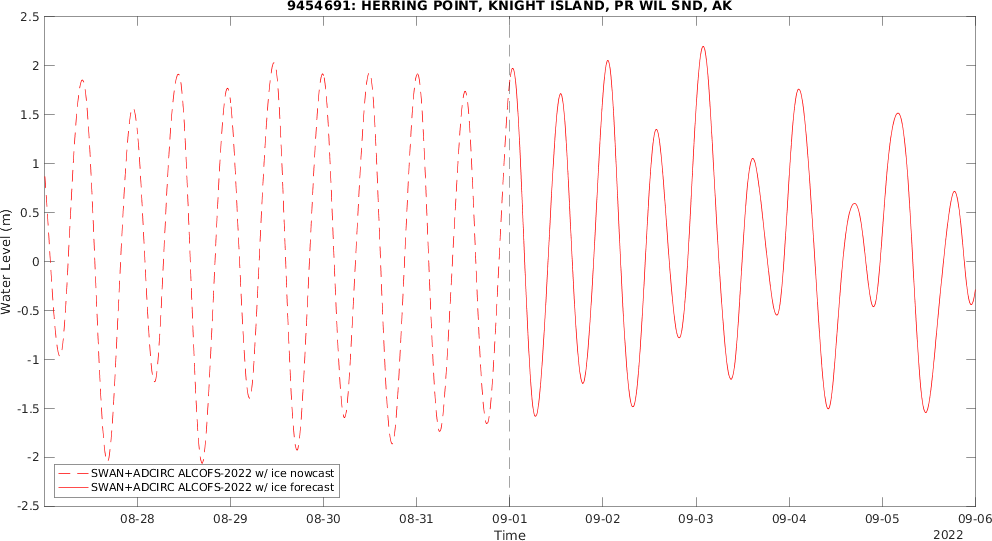 9454691: HERRING POINT, KNIGHT ISLAND, PR WIL SND, AK
2.5
2
1.5
1
0.5
0
-0.5
-1
-1.5
-2
-2.5
Water Level (m)
SWAN+ADCIRC ALCOFS-2022 w/ ice nowcast
SWAN+ADCIRC ALCOFS-2022 w/ ice forecast
08-28 08-29 08-30 08-31 09-01 09-02 09-03 09-04 09-05 09-06
Time
2022